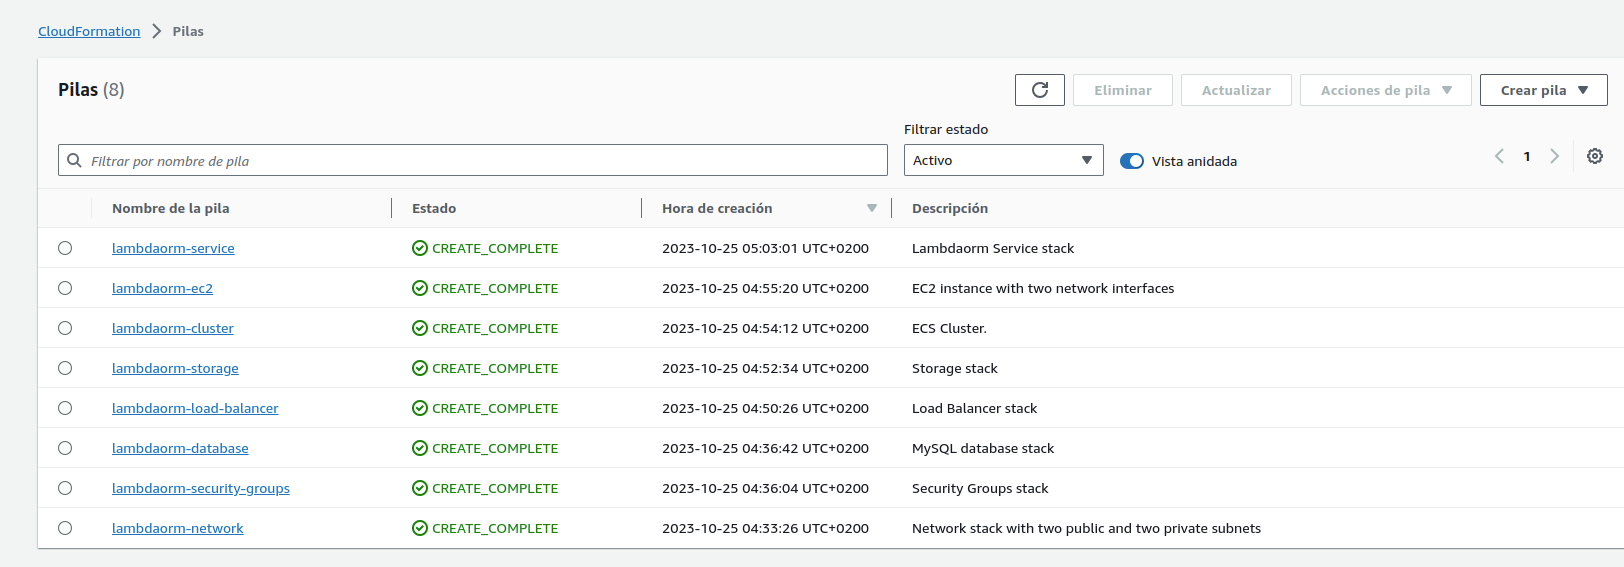 CloudFormation > Pilas
Pilas (8)
Eliminar
Actualizar
Acciones de pila
Crear pila
Filtrar estado
Filtrar por nombre de pila
Activo
Vista anidada
1
Nombre de la pila Estado Hora de creación Descripción
lambdaorm-service CREATE_COMPLETE 2023-10-25 05:03:01 UTC+0200 Lambdaorm Service stack
lambdaorm-ec2 CREATE_COMPLETE 2023-10-25 04:55:20 UTC+0200 EC2 instance with two network interfaces
lambdaorm-cluster CREATE_COMPLETE 2023-10-25 04:54:12 UTC+0200 ECS Cluster.
lambdaorm-storage CREATE_COMPLETE 2023-10-25 04:52:34 UTC+0200 Storage stack
lambdaorm-load-balancer CREATE_COMPLETE 2023-10-25 04:50:26 UTC+0200 Load Balancer stack
lambdaorm-database CREATE_COMPLETE 2023-10-25 04:36:42 UTC+0200 MySQL database stack
lambdaorm-security-groups CREATE_COMPLETE 2023-10-25 04:36:04 UTC+0200 Security Groups stack
lambdaorm-network CREATE_COMPLETE 2023-10-25 04:33:26 UTC+0200 Network stack with two public and two private subnets